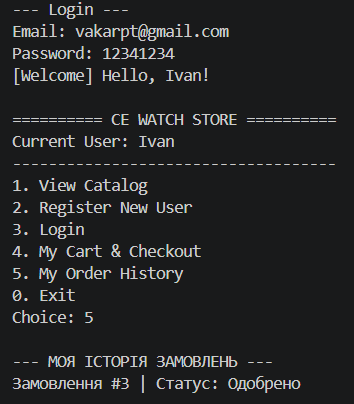 --- Login ---
Email: vakarpt@gmail.com
Password: 12341234
[Welcome] Hello, Ivan!

========== CE WATCH STORE ==========
Current User: Ivan
------------------------------------
1. View Catalog
2. Register New User
3. Login
4. My Cart & Checkout
5. My Order History
0. Exit
Choice: 5

--- МОЯ ІСТОРІЯ ЗАМОВЛЕНЬ ---
Замовлення #3 | Статус: Одобрено